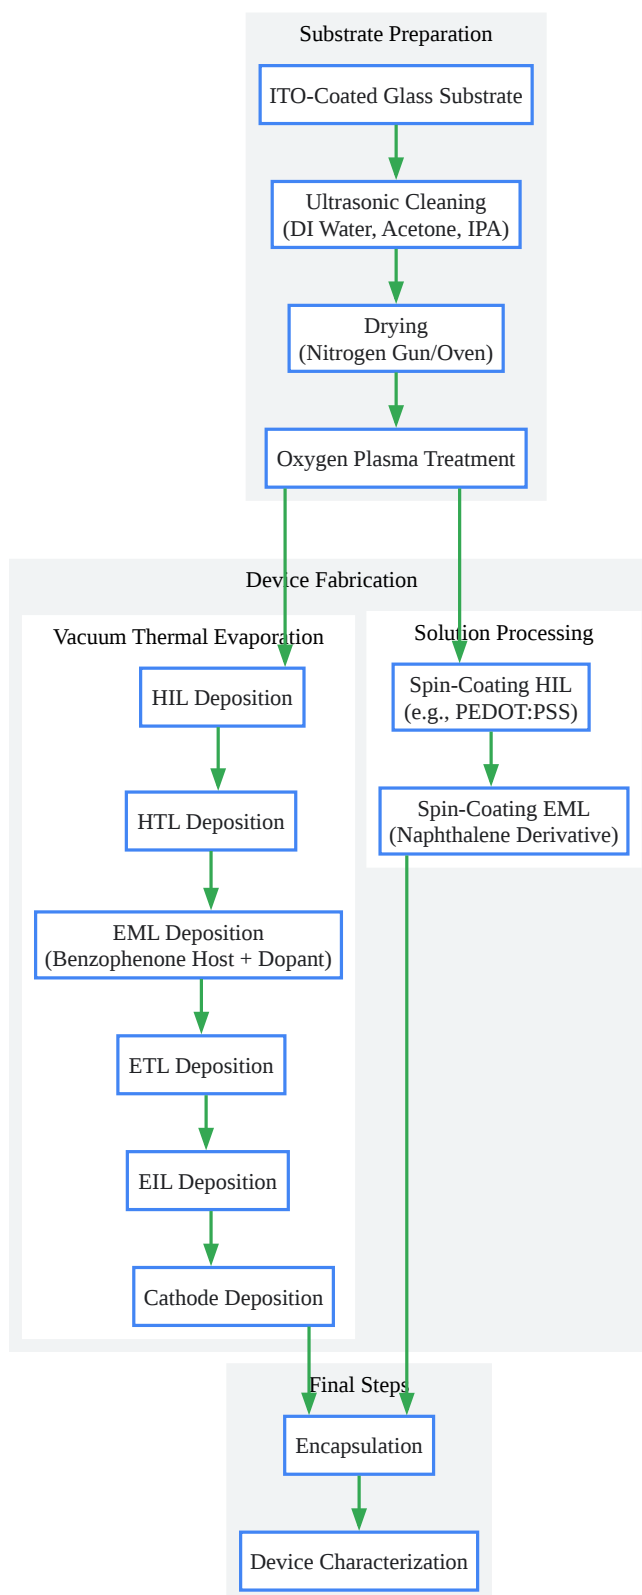 Substrate Preparation
ITO-Coated Glass Substrate
Ultrasonic Cleaning
(DI Water, Acetone, IPA)
Drying
(Nitrogen Gun/Oven)
Oxygen Plasma Treatment
Device Fabrication
Vacuum Thermal Evaporation
HIL Deposition
HTL Deposition
EML Deposition
(Benzophenone Host + Dopant)
ETL Deposition
EIL Deposition
Cathode Deposition
Solution Processing
Spin-Coating HIL
(e.g., PEDOT:PSS)
Spin-Coating EML
(Naphthalene Derivative)
Final Steps
Encapsulation
Device Characterization